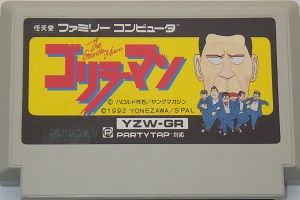 任天堂 ファミリー コンピュータ™
The Gorilla Man
ゴリラーマン
© ハロルド作石／ヤングマガジン
© 1992 YONEZAWA／S'PAL
YZW-GR
P PARTYTAP 対応